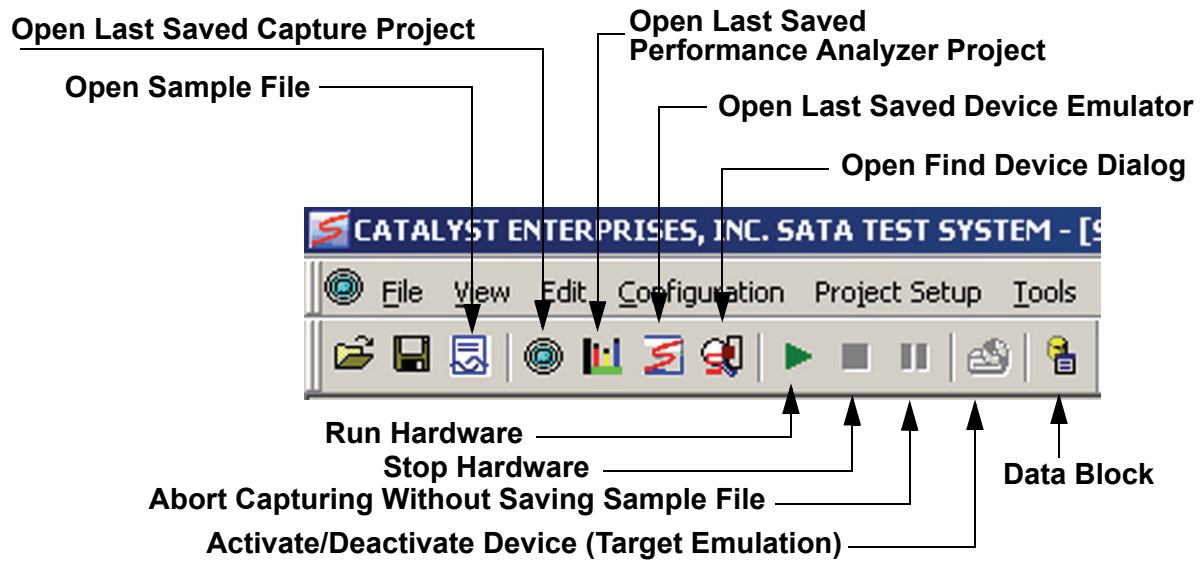 Open Last Saved Capture Project
Open Last Saved
Performance Analyzer Project
Open Sample File
Open Last Saved Device Emulator
Open Find Device Dialog
CATALYST ENTERPRISES, INC. SATA TEST SYSTEM - [S
File View Edit Configuration Project Setup Tools
Run Hardware
Stop Hardware
Data Block
Abort Capturing Without Saving Sample File
Activate/Deactivate Device (Target Emulation)